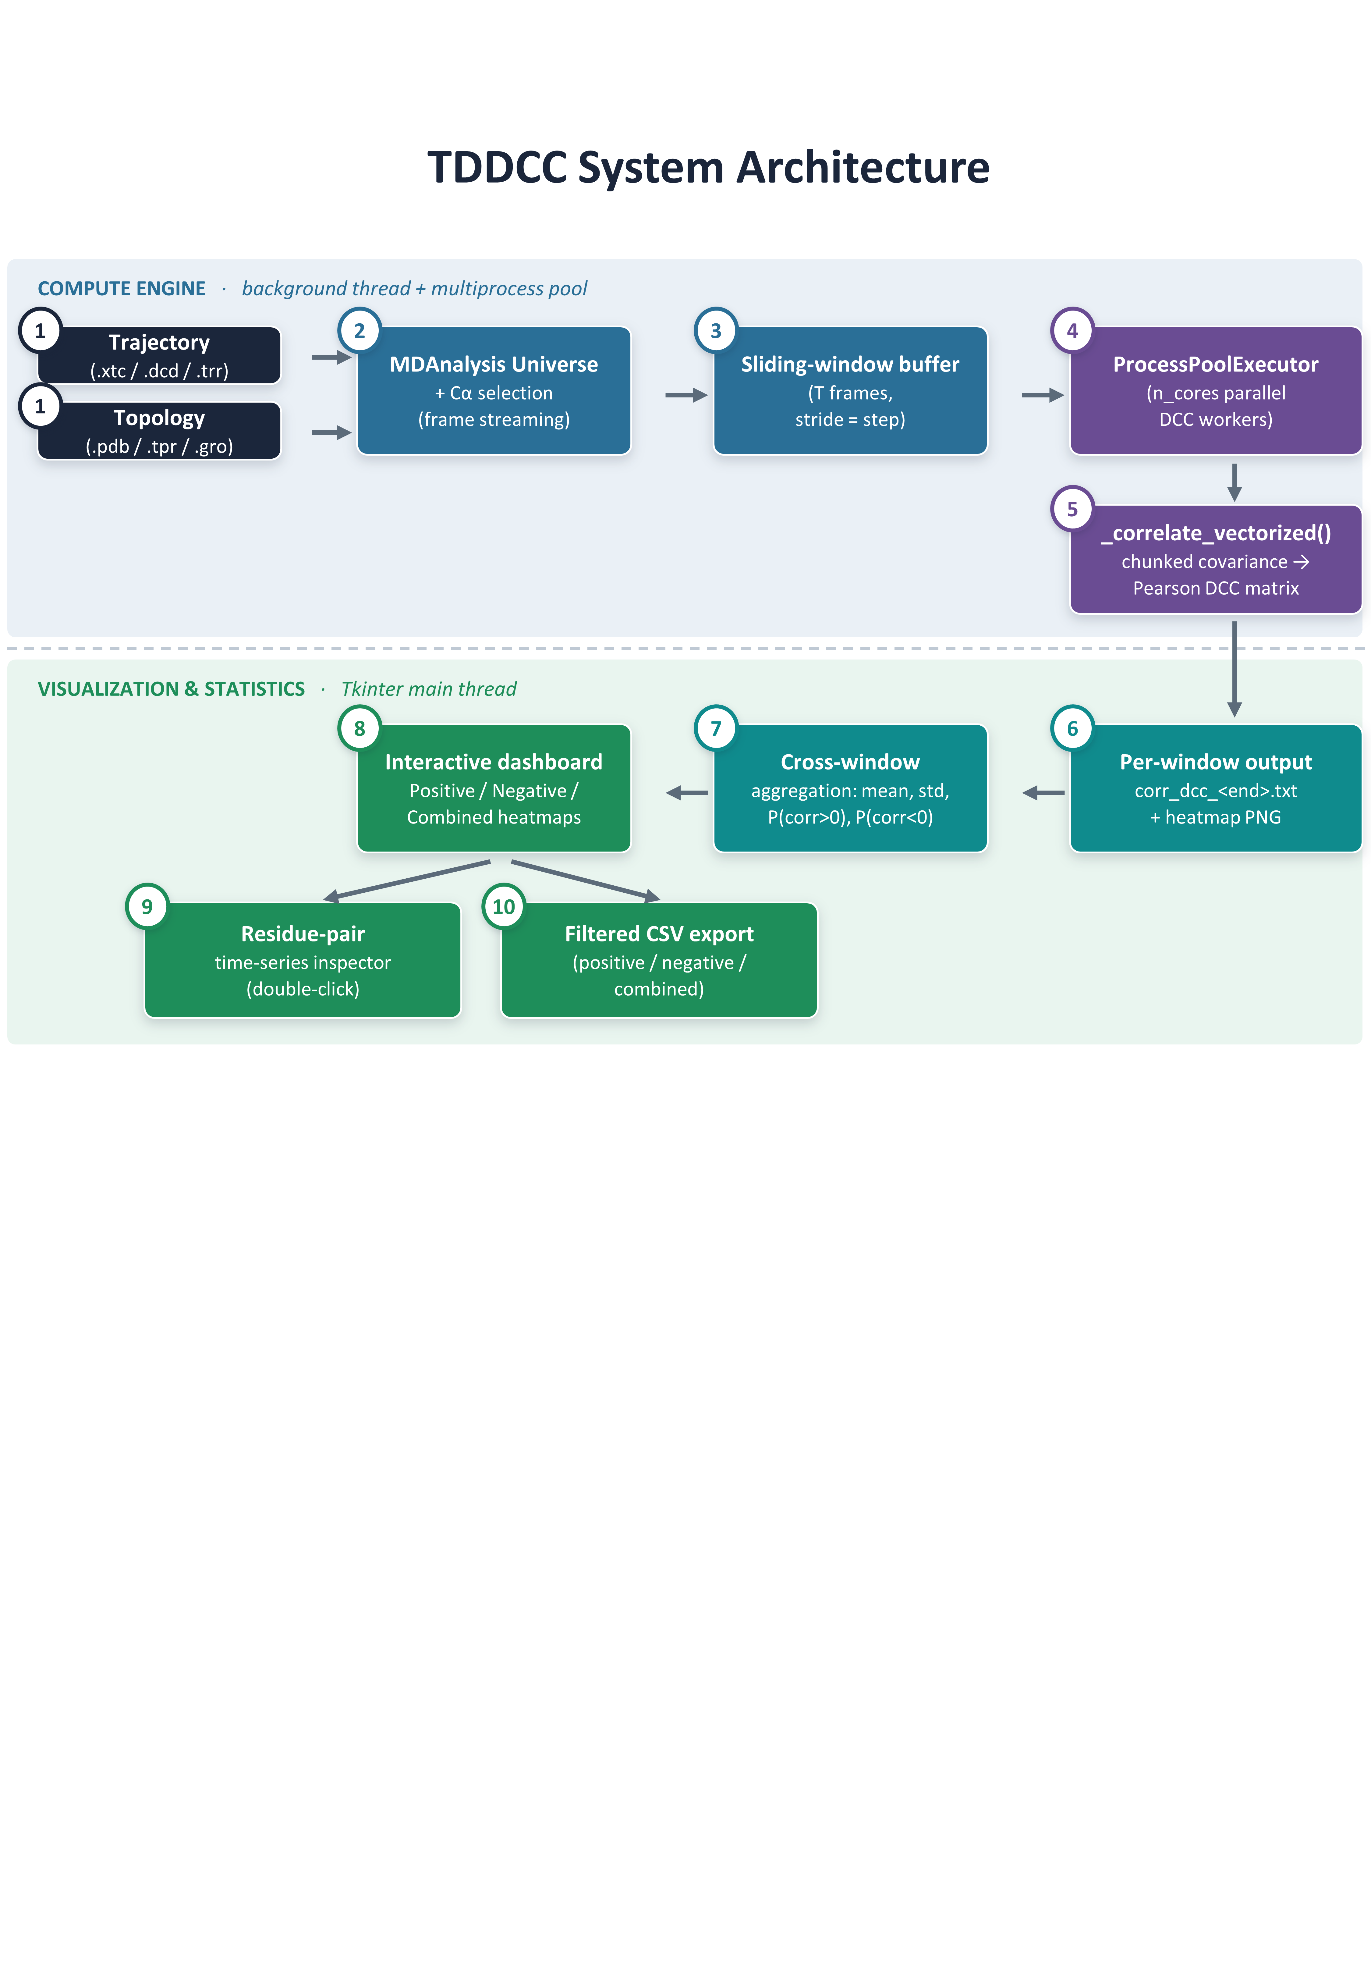 TDDCC System Architecture
COMPUTE ENGINE · background thread + multiprocess pool
1
Trajectory
(.xtc / .dcd / .trr)
1
Topology
(.pdb / .tpr / .gro)
2
MDAnalysis Universe
+ Cα selection
(frame streaming)
3
Sliding-window buffer
(T frames,
stride = step)
4
ProcessPoolExecutor
(n_cores parallel
DCC workers)
5
_correlate_vectorized()
chunked covariance →
Pearson DCC matrix
VISUALIZATION & STATISTICS · Tkinter main thread
6
Per-window output
corr_dcc_<end>.txt
+ heatmap PNG
7
Cross-window
aggregation: mean, std,
P(corr>0), P(corr<0)
8
Interactive dashboard
Positive / Negative /
Combined heatmaps
9
Residue-pair
time-series inspector
(double-click)
10
Filtered CSV export
(positive / negative /
combined)